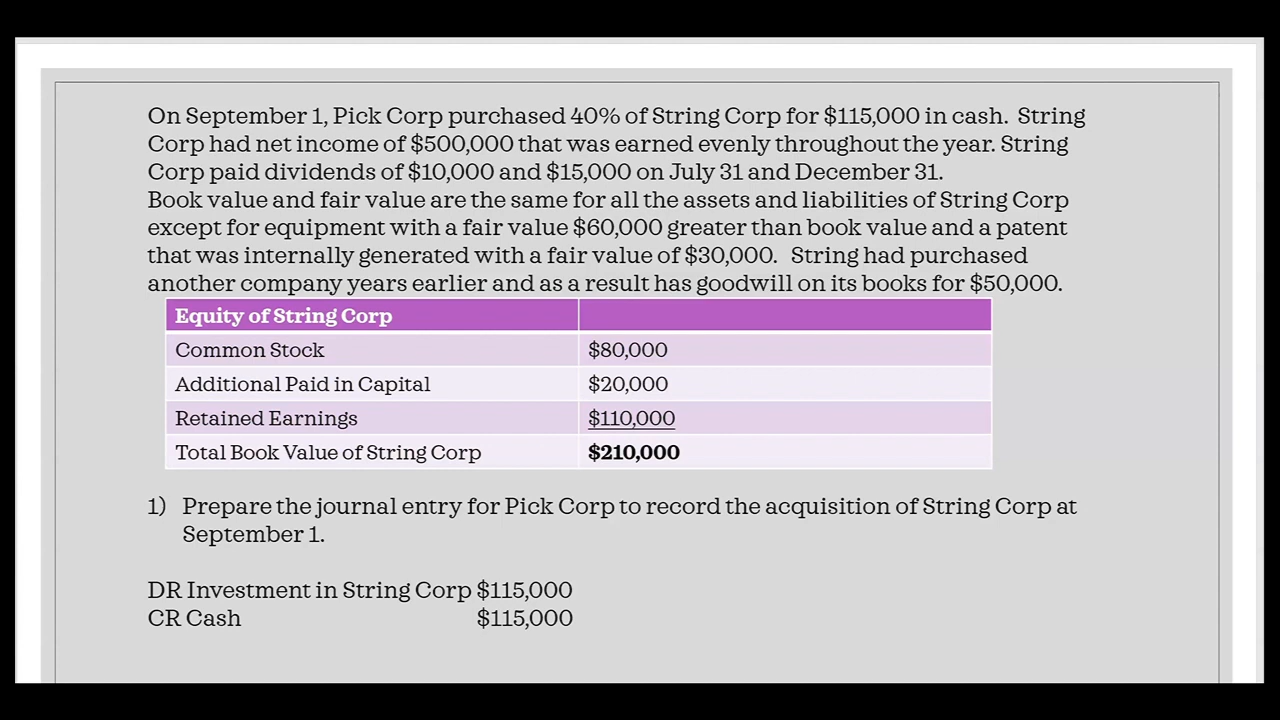 On September 1, Pick Corp purchased 40% of String Corp for $115,000 in cash. String
Corp had net income of $500,000 that was earned evenly throughout the year. String
Corp paid dividends of $10,000 and $15,000 on July 31 and December 31.
Book value and fair value are the same for all the assets and liabilities of String Corp
except for equipment with a fair value $60,000 greater than book value and a patent
that was internally generated with a fair value of $30,000. String had purchased
another company years earlier and as a result has goodwill on its books for $50,000.
Equity of String Corp
Common Stock $80,000
Additional Paid in Capital $20,000
Retained Earnings $110,000
Total Book Value of String Corp $210,000
1) Prepare the journal entry for Pick Corp to record the acquisition of String Corp at
September 1.
DR Investment in String Corp $115,000
CR Cash $115,000